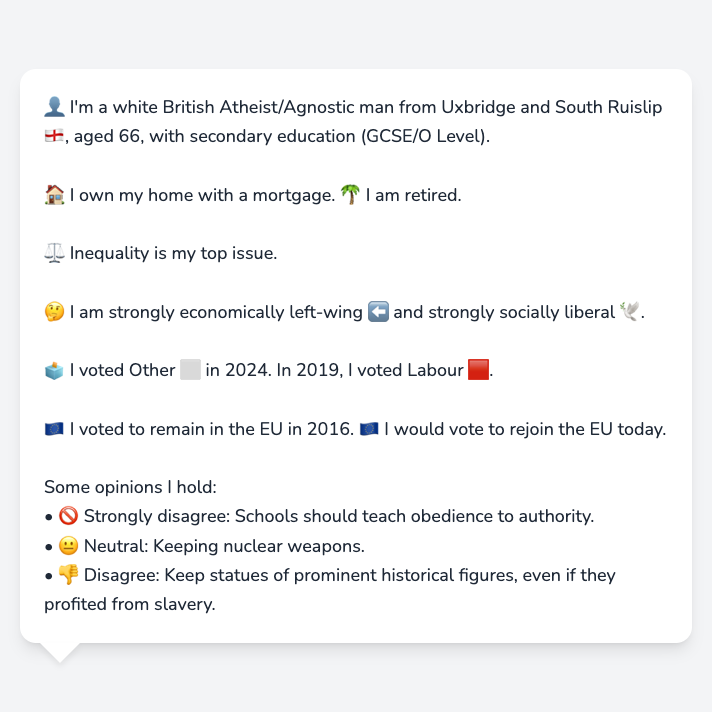 👤 I'm a white British Atheist/Agnostic man from Uxbridge and South Ruislip
🏴󠁧󠁢󠁥󠁮󠁧󠁿, aged 66, with secondary education (GCSE/O Level).
🏠 I own my home with a mortgage. 🌴 I am retired.
⚖️ Inequality is my top issue.
🤔 I am strongly economically left-wing ⬅️ and strongly socially liberal 🕊️.
🗳️ I voted Other ⬜ in 2024. In 2019, I voted Labour 🟥.
🇪🇺 I voted to remain in the EU in 2016. 🇪🇺 I would vote to rejoin the EU today.
Some opinions I hold:
• 🚫 Strongly disagree: Schools should teach obedience to authority.
• 😐 Neutral: Keeping nuclear weapons.
• 👎 Disagree: Keep statues of prominent historical figures, even if they
profited from slavery.